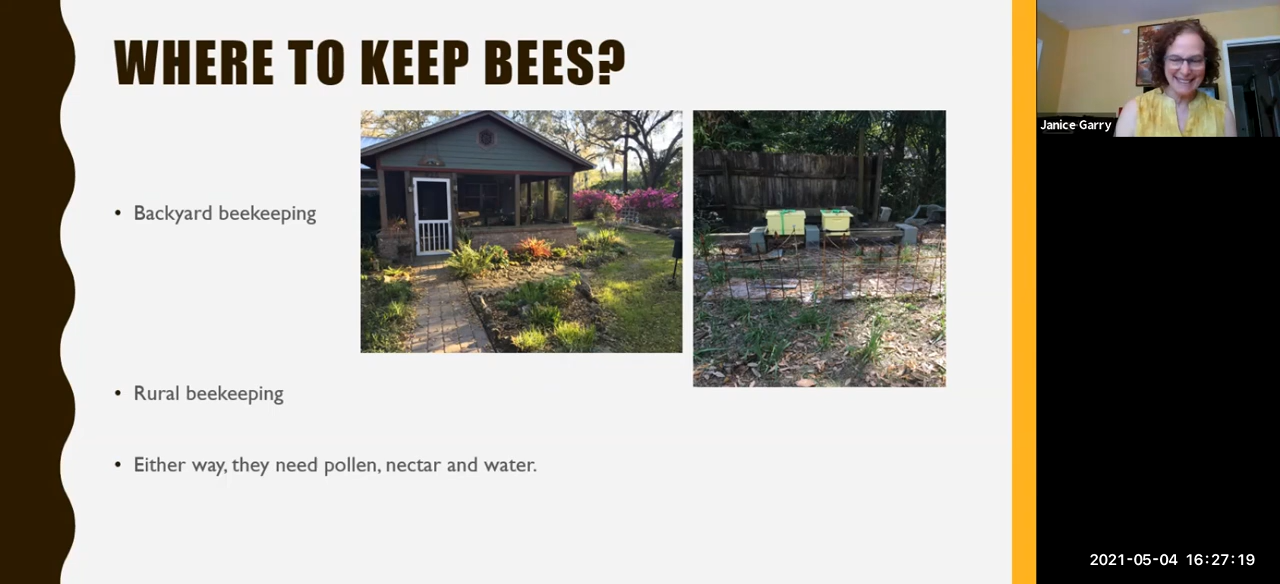 WHERE TO KEEP BEES?
• Backyard beekeeping
• Rural beekeeping
• Either way, they need pollen, nectar and water.
Janice Garry
2021-05-04 16:27:19